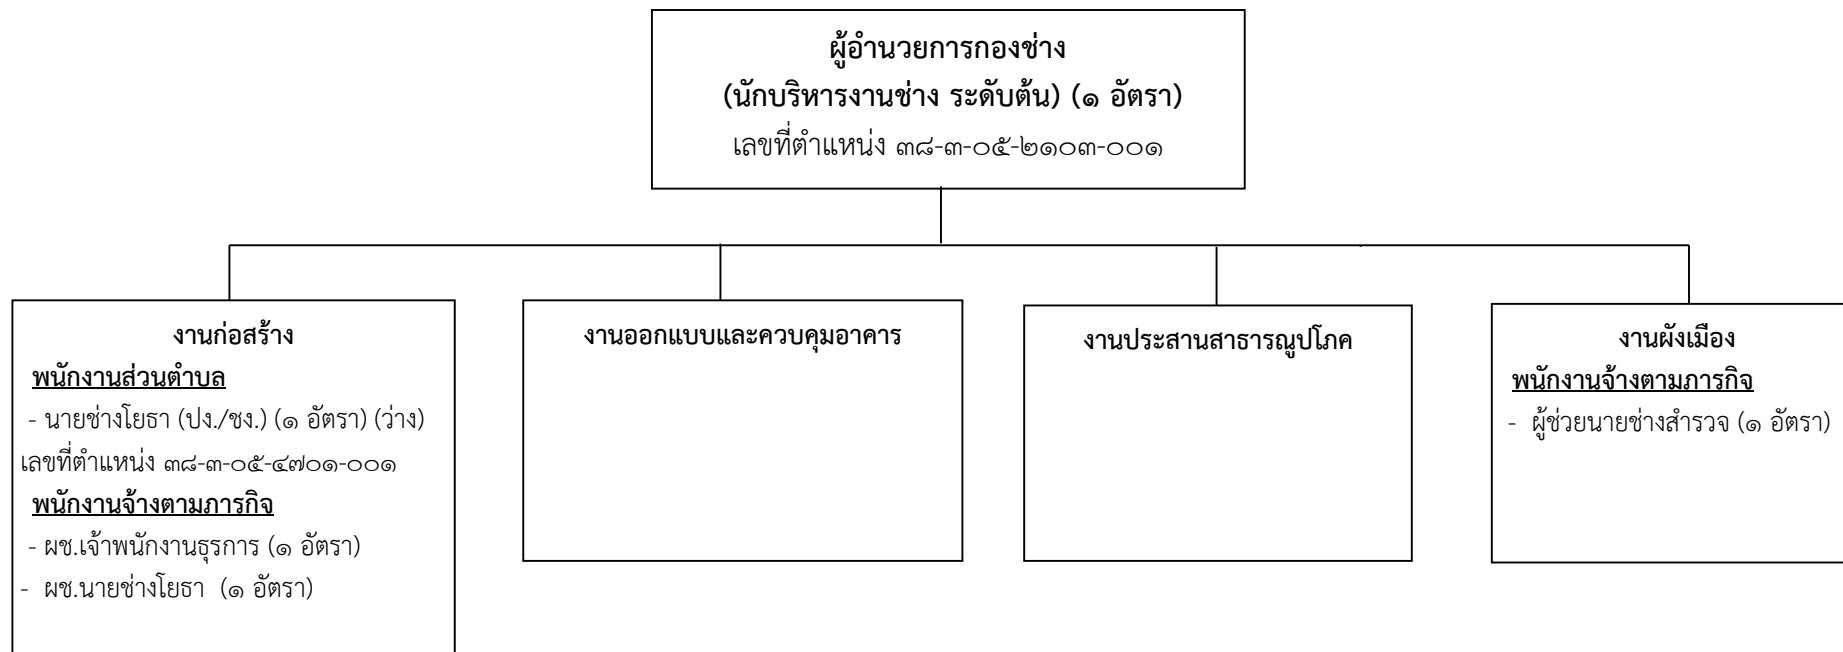 ผู้อำนวยการกองช่าง
(นักบริหารงานช่าง ระดับต้น) (๑ อัตรา)
เลขที่ตำแหน่ง ๓๘-๓-๐๕-๒๑๐๓-๐๐๑
งานก่อสร้าง
พนักงานส่วนตำบล
- นายช่างโยธา (ปง./ชง.) (๑ อัตรา) (ว่าง)
เลขที่ตำแหน่ง ๓๘-๓-๐๕-๔๗๐๑-๐๐๑
พนักงานจ้างตามภารกิจ
- ผช.เจ้าพนักงานธุรการ (๑ อัตรา)
- ผช.นายช่างโยธา (๑ อัตรา)
งานออกแบบและควบคุมอาคาร
งานประสานสาธารณูปโภค
งานผังเมือง
พนักงานจ้างตามภารกิจ
- ผู้ช่วยนายช่างสำรวจ (๑ อัตรา)